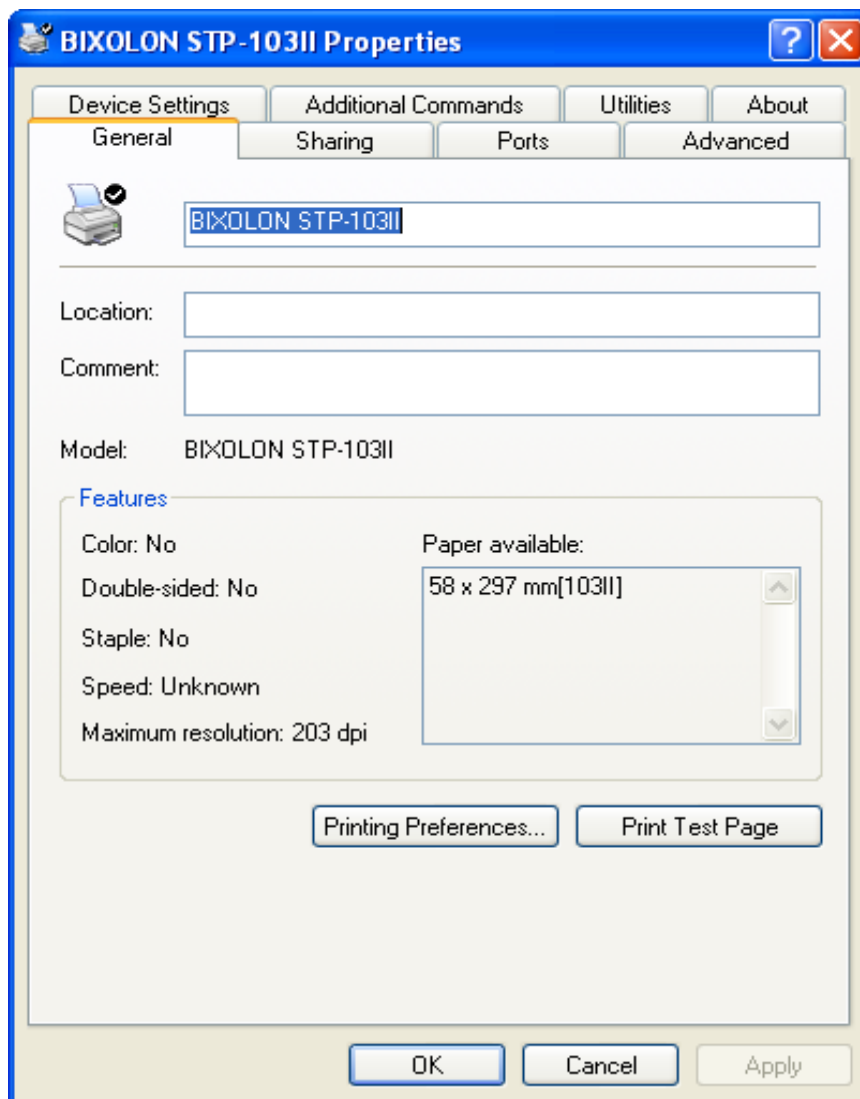 BIXOLON STP-103II Properties
Device Settings Additional Commands Utilities About
General Sharing Ports Advanced
BIXOLON STP-103II
Location:
Comment:
Model: BIXOLON STP-103II
Features
Color: No Paper available:
Double-sided: No 58 x 297 mm[103II]
Staple: No
Speed: Unknown
Maximum resolution: 203 dpi
Printing Preferences... Print Test Page
OK Cancel Apply